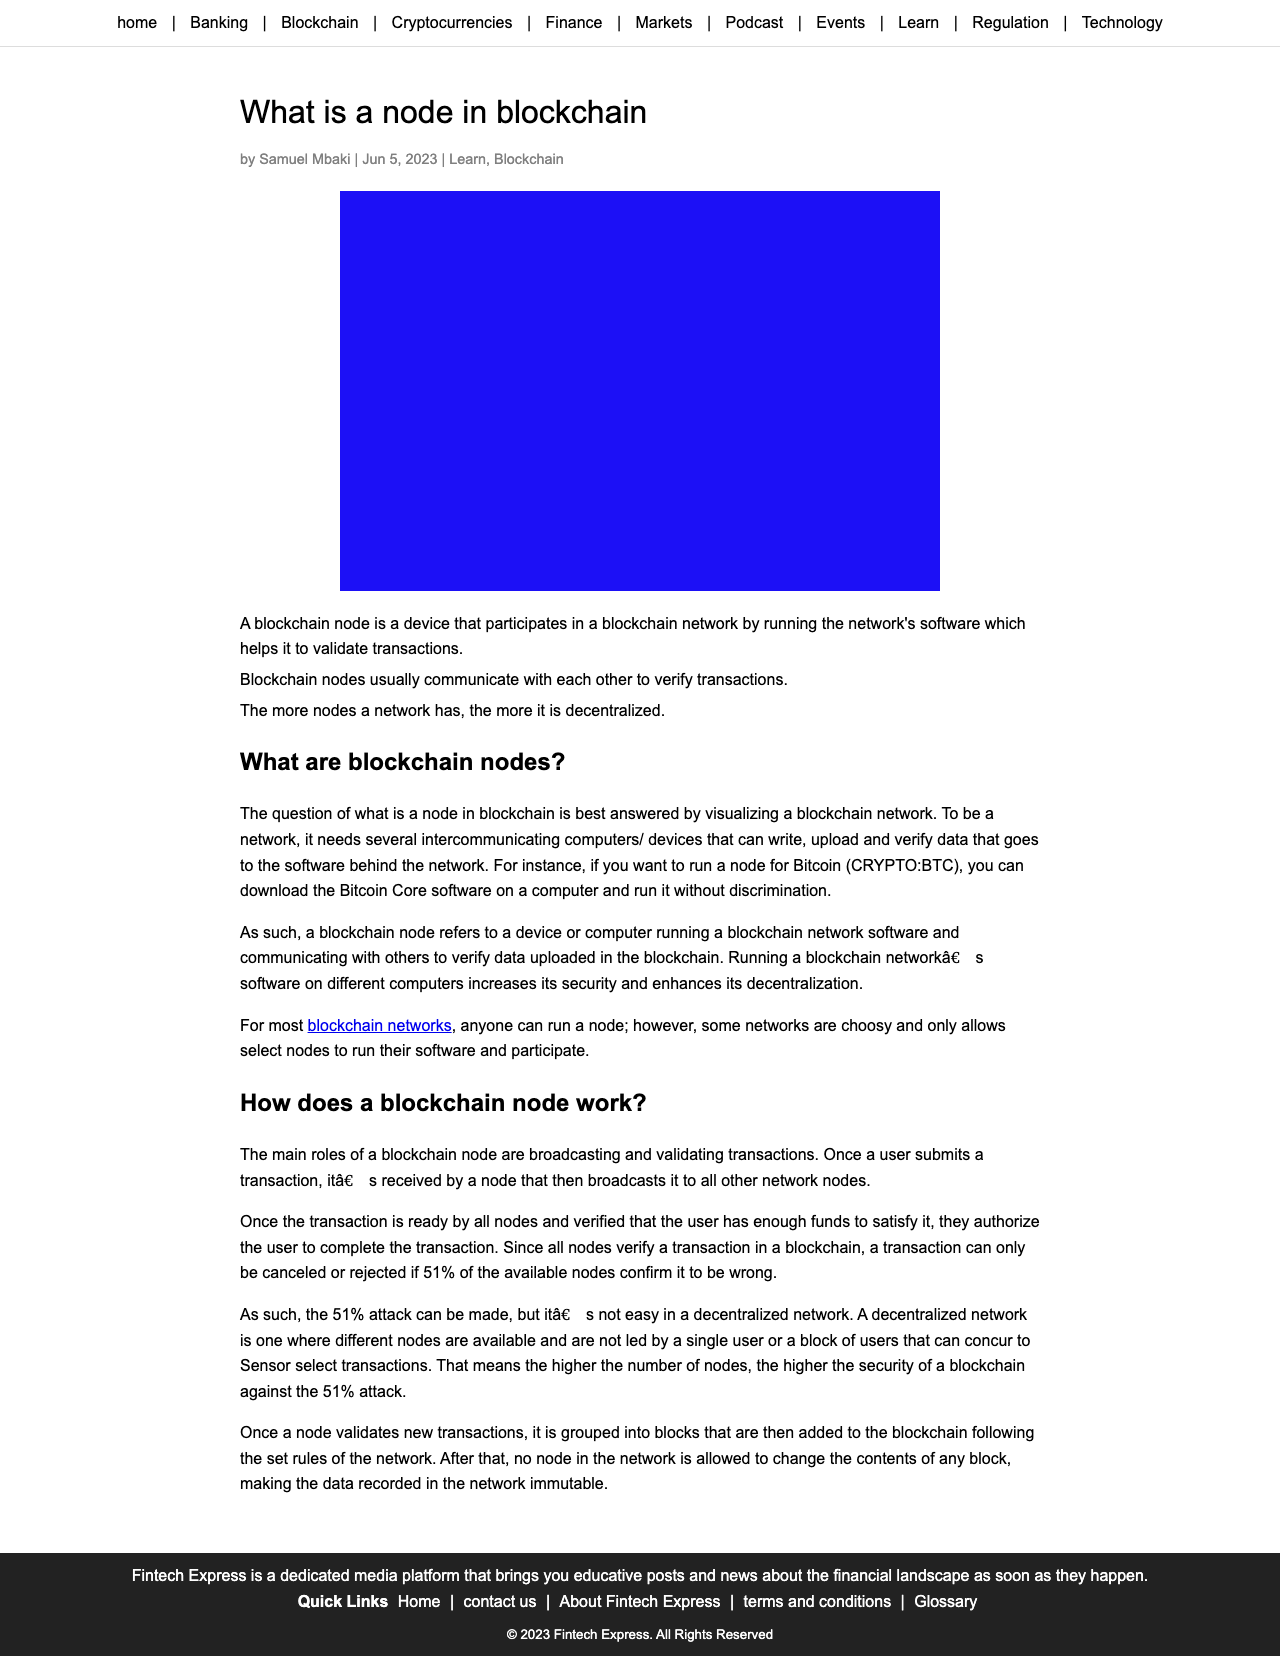 home | Banking | Blockchain | Cryptocurrencies | Finance | Markets | Podcast | Events | Learn | Regulation | Technology
What is a node in blockchain
by Samuel Mbaki | Jun 5, 2023 | Learn, Blockchain
A blockchain node is a device that participates in a blockchain network by running the network's software which
helps it to validate transactions.
Blockchain nodes usually communicate with each other to verify transactions.
The more nodes a network has, the more it is decentralized.
What are blockchain nodes?
The question of what is a node in blockchain is best answered by visualizing a blockchain network. To be a
network, it needs several intercommunicating computers/ devices that can write, upload and verify data that goes
to the software behind the network. For instance, if you want to run a node for Bitcoin (CRYPTO:BTC), you can
download the Bitcoin Core software on a computer and run it without discrimination.
As such, a blockchain node refers to a device or computer running a blockchain network software and
communicating with others to verify data uploaded in the blockchain. Running a blockchain networkâ€ s
software on different computers increases its security and enhances its decentralization.
For most blockchain networks, anyone can run a node; however, some networks are choosy and only allows
select nodes to run their software and participate.
How does a blockchain node work?
The main roles of a blockchain node are broadcasting and validating transactions. Once a user submits a
transaction, itâ€ s received by a node that then broadcasts it to all other network nodes.
Once the transaction is ready by all nodes and verified that the user has enough funds to satisfy it, they authorize
the user to complete the transaction. Since all nodes verify a transaction in a blockchain, a transaction can only
be canceled or rejected if 51% of the available nodes confirm it to be wrong.
As such, the 51% attack can be made, but itâ€ s not easy in a decentralized network. A decentralized network
is one where different nodes are available and are not led by a single user or a block of users that can concur to
Sensor select transactions. That means the higher the number of nodes, the higher the security of a blockchain
against the 51% attack.
Once a node validates new transactions, it is grouped into blocks that are then added to the blockchain following
the set rules of the network. After that, no node in the network is allowed to change the contents of any block,
making the data recorded in the network immutable.
Fintech Express is a dedicated media platform that brings you educative posts and news about the financial landscape as soon as they happen.
Quick Links Home | contact us | About Fintech Express | terms and conditions | Glossary
© 2023 Fintech Express. All Rights Reserved